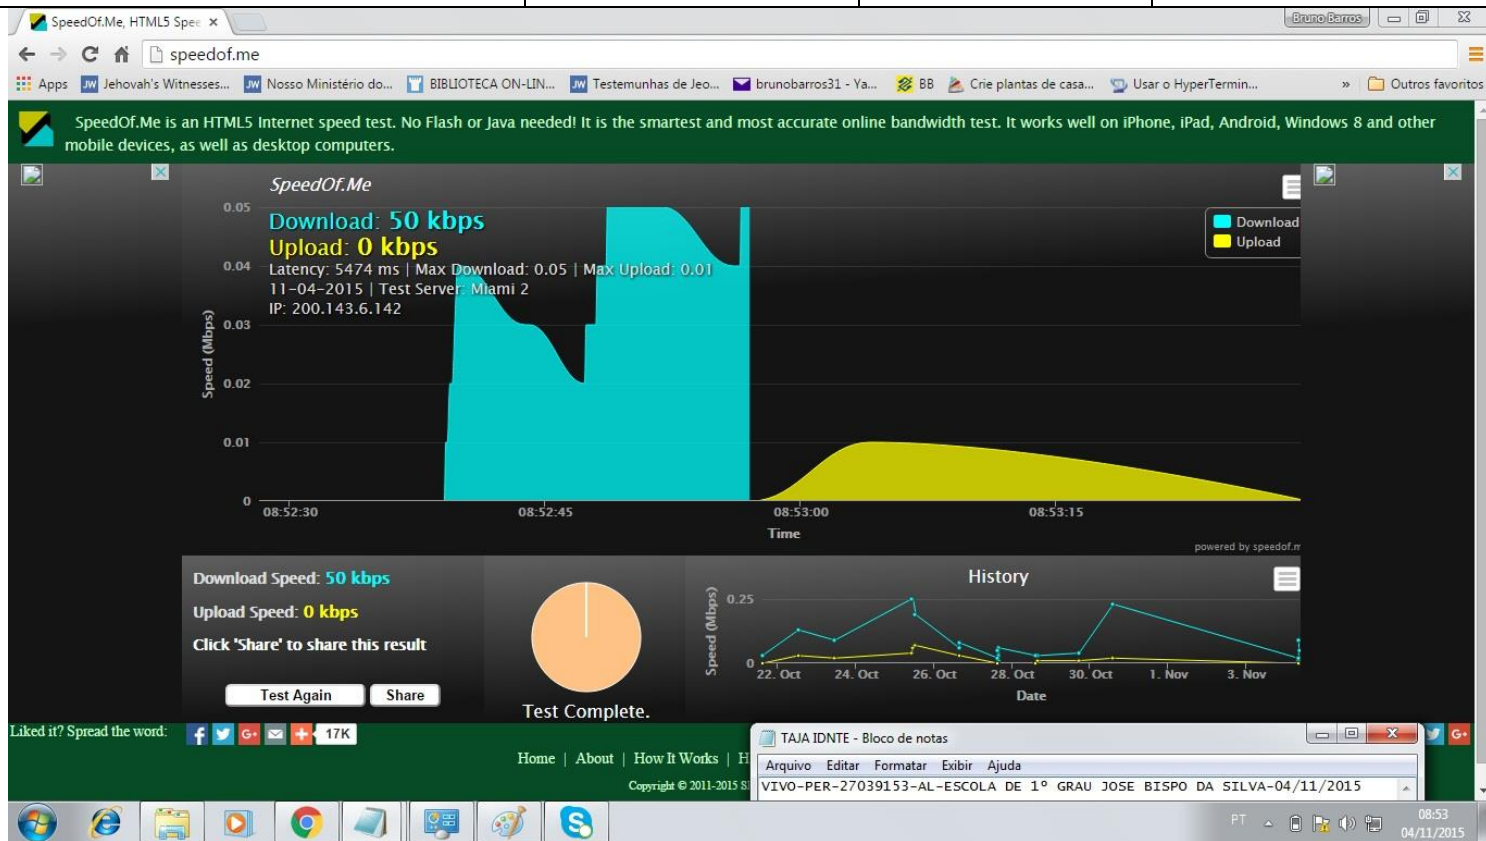 SpeedOf.Me, HTML5 Spee
Bruno Barros
speedof.me
Apps
Jehovah's Witnesses...
Nosso Ministério do...
BIBLIOTECA ON-LIN...
Testemunhas de Jeo...
brunobarros31 - Ya...
BB
Crie plantas de casa...
Usar o HyperTermin...
»
Outros favoritos
SpeedOf.Me is an HTML5 Internet speed test. No Flash or Java needed! It is the smartest and most accurate online bandwidth test. It works well on iPhone, iPad, Android, Windows 8 and other
mobile devices, as well as desktop computers.
SpeedOf.Me
Download: 50 kbps
Upload: 0 kbps
Latency: 5474 ms | Max Download: 0.05 | Max Upload: 0.01
11-04-2015 | Test Server: Miami 2
IP: 200.143.6.142
Download
Upload
Speed (Mbps)
0.05
0.04
0.03
0.02
0.01
0
08:52:30
08:52:45
08:53:00
08:53:15
Time
powered by speedof.m
Download Speed: 50 kbps
Upload Speed: 0 kbps
Click 'Share' to share this result
Test Again
Share
Test Complete.
History
Speed (Mbps)
0.25
0
22. Oct
24. Oct
26. Oct
28. Oct
30. Oct
1. Nov
3. Nov
Date
Liked it? Spread the word:
17K
Home | About | How It Works | H
Copyright © 2011-2015 S
TAJA IDNTE - Bloco de notas
Arquivo Editar Formatar Exibir Ajuda
VIVO-PER-27039153-AL-ESCOLA DE 1º GRAU JOSE BISPO DA SILVA-04/11/2015
PT
08:53
04/11/2015